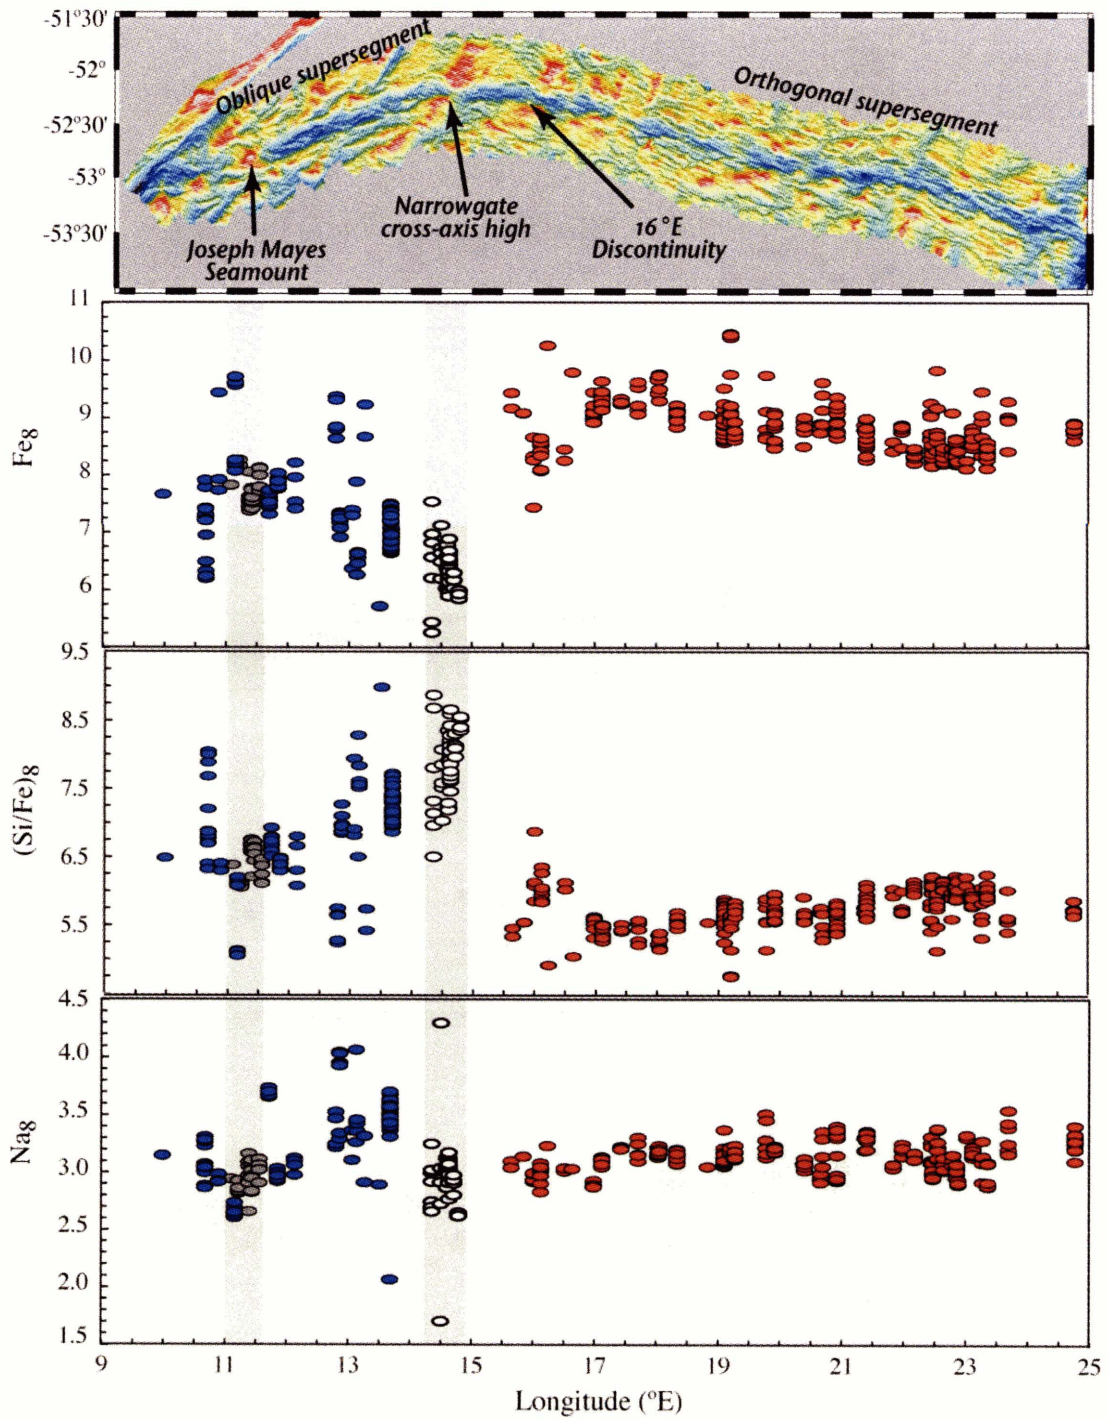 -51°30'
-52°
-52°30'
-53°
-53°30'
Oblique supersegment
Orthogonal supersegment
Joseph Mayes
Seamount
Narrowgate
cross-axis high
16°E
Discontinuity
11
10
9
8
7
6
Fe8
9.5
8.5
7.5
6.5
5.5
(Si/Fe)8
4.5
4.0
3.5
3.0
2.5
2.0
1.5
Na8
9 11 13 15 17 19 21 23 25
Longitude (°E)